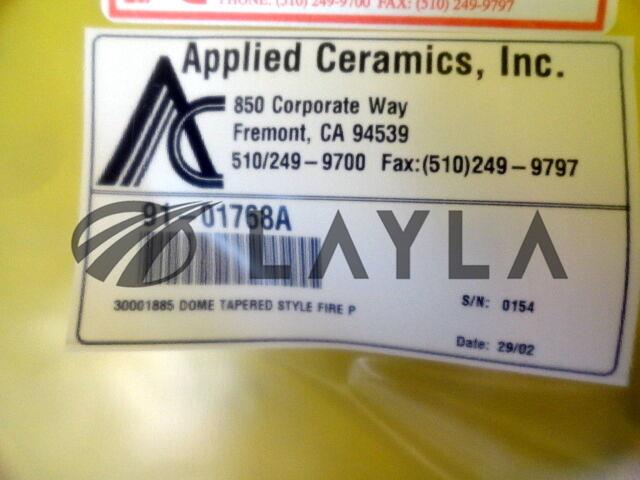 PHONE: (510) 249-9700 FAX: (510) 249-9797
Applied Ceramics, Inc.
AC
850 Corporate Way
Fremont, CA 94539
510/249-9700 Fax:(510)249-9797
91-01768A
LAYLA
30001885 DOME TAPERED STYLE FIRE P
S/N: 0154
Date: 29/02